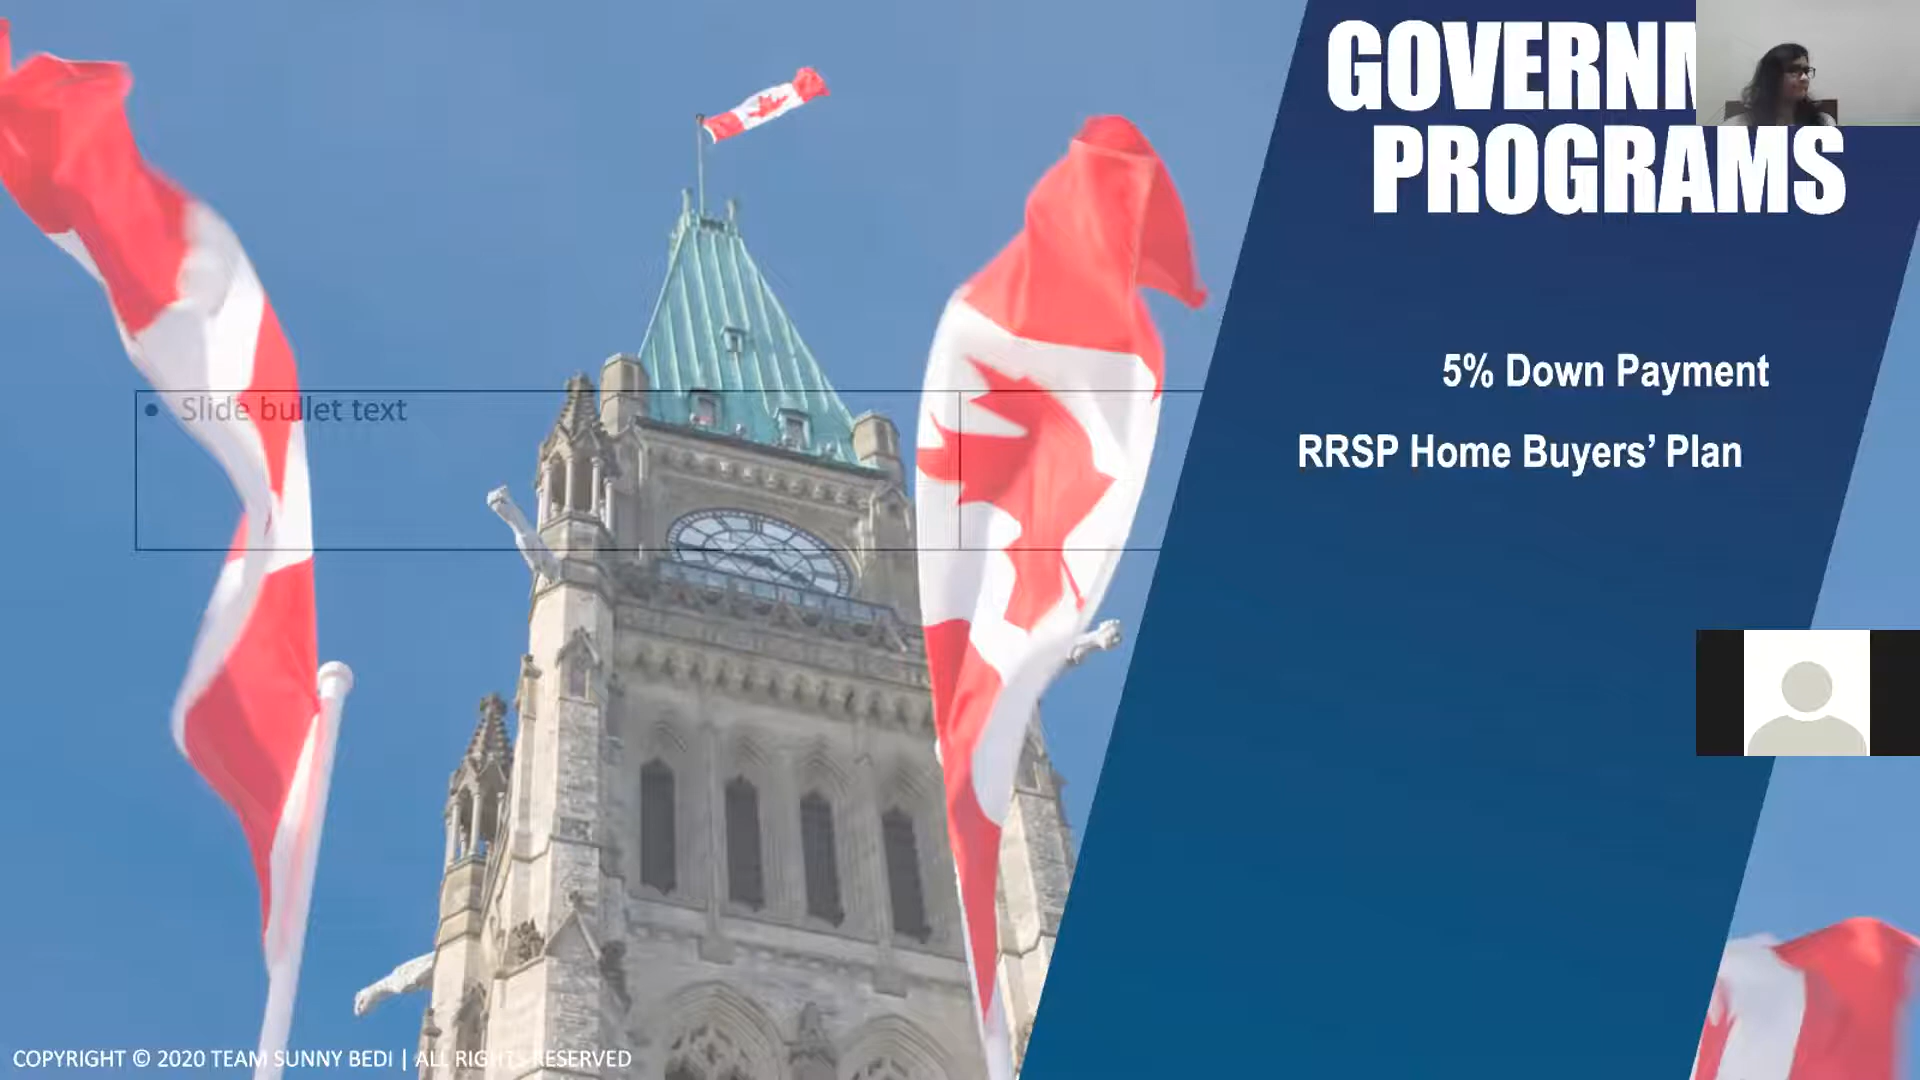 GOVERNM
PROGRAMS
5% Down Payment
RRSP Home Buyers’ Plan
• Slide bullet text
COPYRIGHT © 2020 TEAM SUNNY BEDI | ALL RIGHTS RESERVED